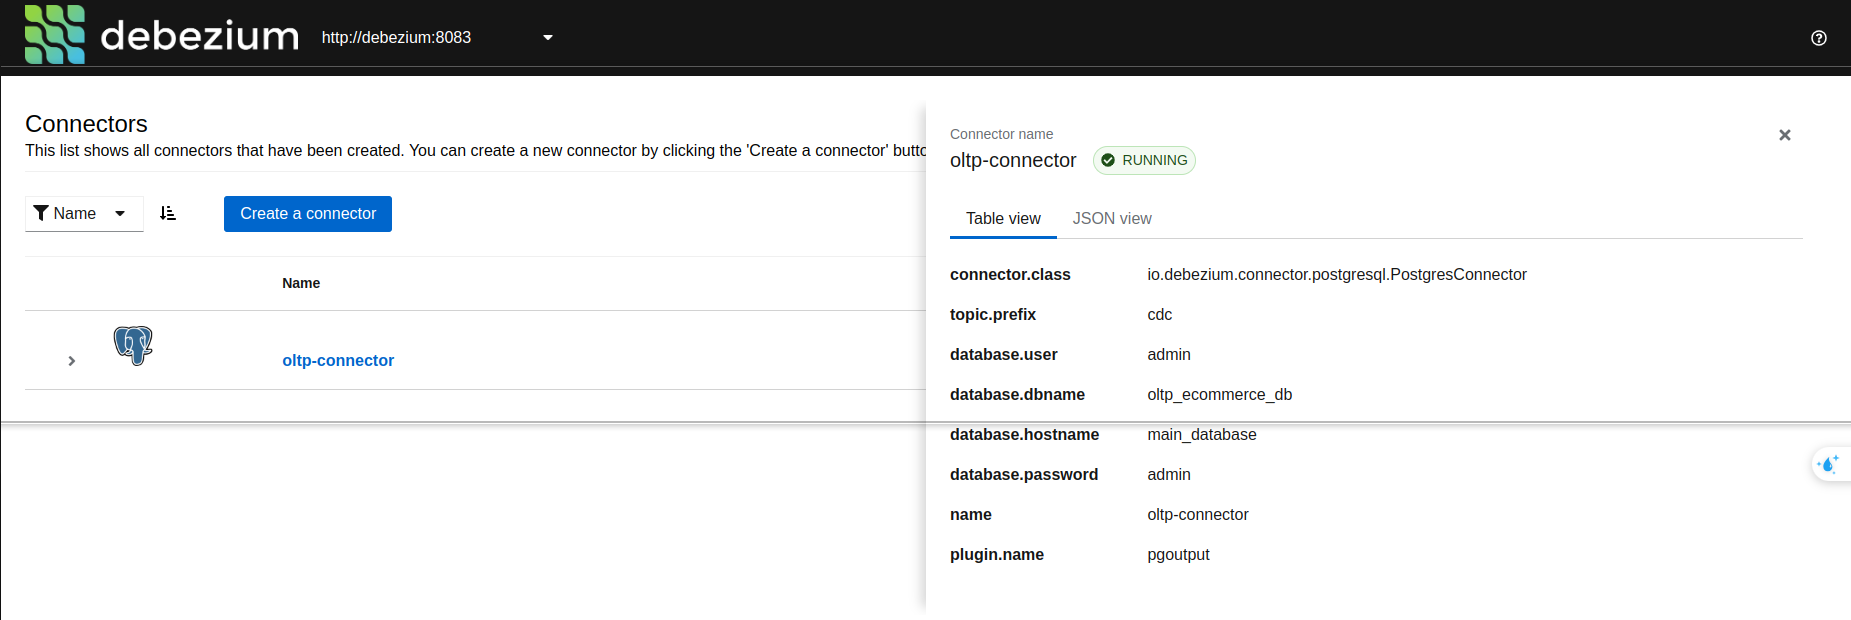 debezium http://debezium:8083
Connectors
This list shows all connectors that have been created. You can create a new connector by clicking the 'Create a connector'
Name Create a connector
Name
oltp-connector
Connector name
oltp-connector RUNNING
Table view JSON view
connector.class io.debezium.connector.postgresql.PostgresConnector
topic.prefix cdc
database.user admin
database.dbname oltp_ecommerce_db
database.hostname main_database
database.password admin
name oltp-connector
plugin.name pgoutput